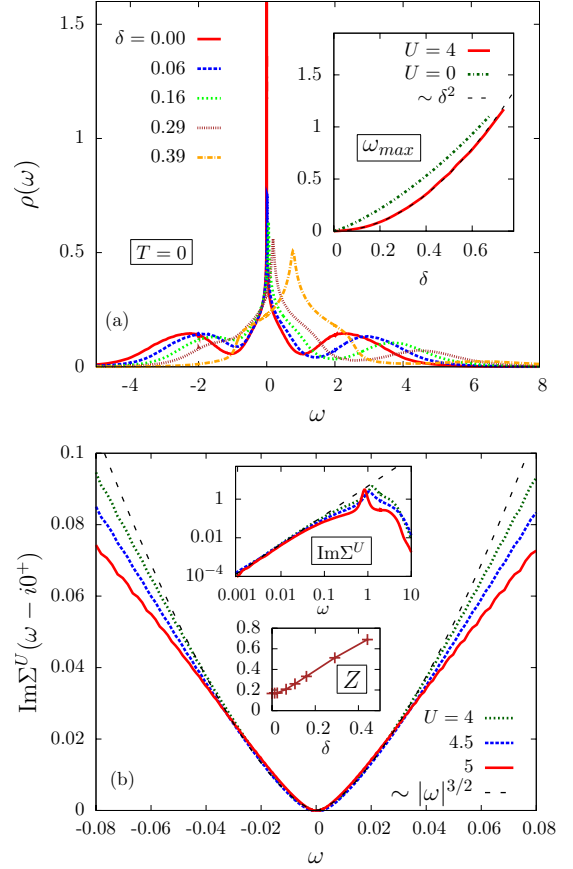 1.5
1
0.5
0
ρ(ω)
δ = 0.00
0.06
0.16
0.29
0.39
T = 0
(a)
-4 -2 0 2 4 6 8
ω
U = 4
U = 0
∼ δ²
ω_max
2
1.5
1
0.5
0
0 0.2 0.4 0.6
δ
0.1
0.08
0.06
0.04
0.02
0
ImΣ^U(ω − i0⁺)
1
0.01
10⁻⁴
ImΣ^U
0.001 0.01 0.1 1 10
ω
0.8
0.6
0.4
0.2
0
Z
0 0.2 0.4
δ
U = 4
4.5
5
∼ |ω|^{3/2}
(b)
-0.08 -0.06 -0.04 -0.02 0 0.02 0.04 0.06 0.08
ω